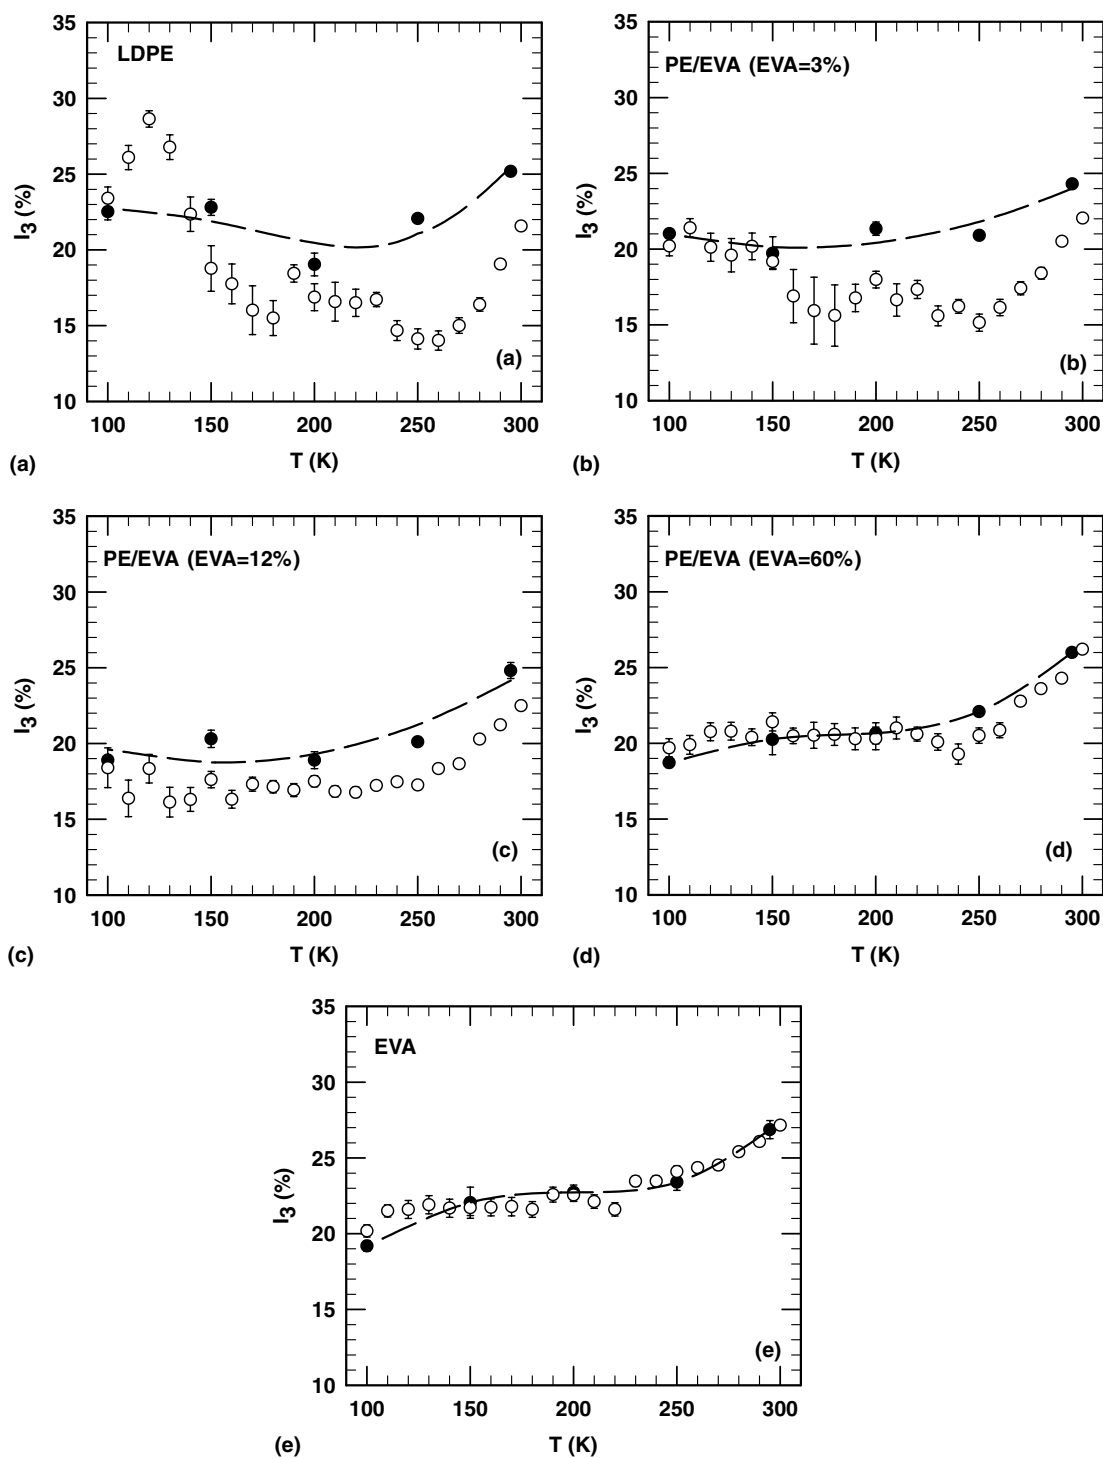 35
LDPE
30
25
I3 (%)
20
15
(a)
10
100 150 200 250 300
(a) T (K)
35
PE/EVA (EVA=3%)
30
25
I3 (%)
20
15
(b)
10
100 150 200 250 300
(b) T (K)
35
PE/EVA (EVA=12%)
30
25
I3 (%)
20
15
(c)
10
100 150 200 250 300
(c) T (K)
35
PE/EVA (EVA=60%)
30
25
I3 (%)
20
15
(d)
10
100 150 200 250 300
(d) T (K)
35
EVA
30
25
I3 (%)
20
15
(e)
10
100 150 200 250 300
(e) T (K)